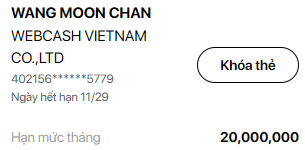 WANG MOON CHAN
WEBCASH VIETNAM
CO.,LTD
402156******5779
Ngày hết hạn 11/29
Khóa thẻ
Hạn mức tháng 20,000,000